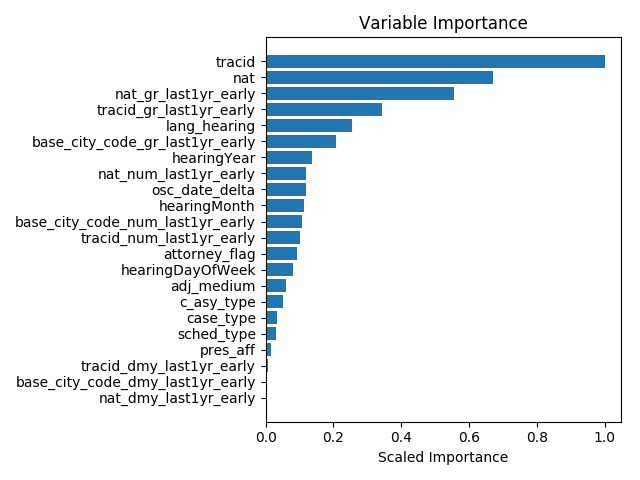 Variable Importance
tracid
nat
nat_gr_last1yr_early
tracid_gr_last1yr_early
lang_hearing
base_city_code_gr_last1yr_early
hearingYear
nat_num_last1yr_early
osc_date_delta
hearingMonth
base_city_code_num_last1yr_early
tracid_num_last1yr_early
attorney_flag
hearingDayOfWeek
adj_medium
c_asy_type
case_type
sched_type
pres_aff
tracid_dmy_last1yr_early
base_city_code_dmy_last1yr_early
nat_dmy_last1yr_early
0.0 0.2 0.4 0.6 0.8 1.0
Scaled Importance